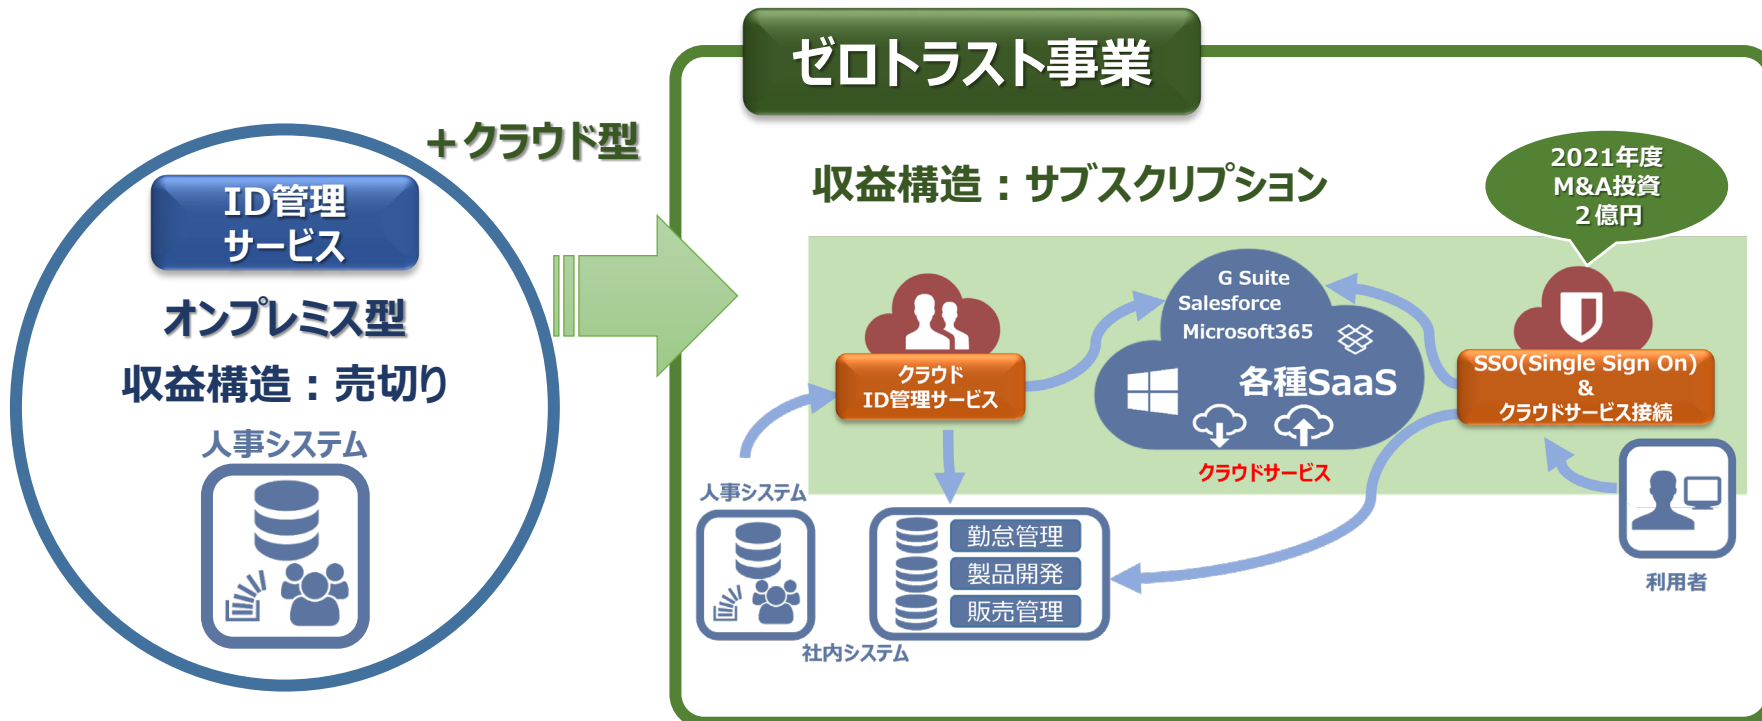 ゼロトラスト事業
+クラウド型
ID管理
サービス
オンプレミス型
収益構造：売切り
人事システム
収益構造：サブスクリプション
2021年度
M&A投資
２億円
G Suite
Salesforce
Microsoft365
各種SaaS
クラウドサービス
クラウド
ID管理サービス
SSO(Single Sign On)
&
クラウドサービス接続
人事システム
勤怠管理
製品開発
販売管理
社内システム
利用者